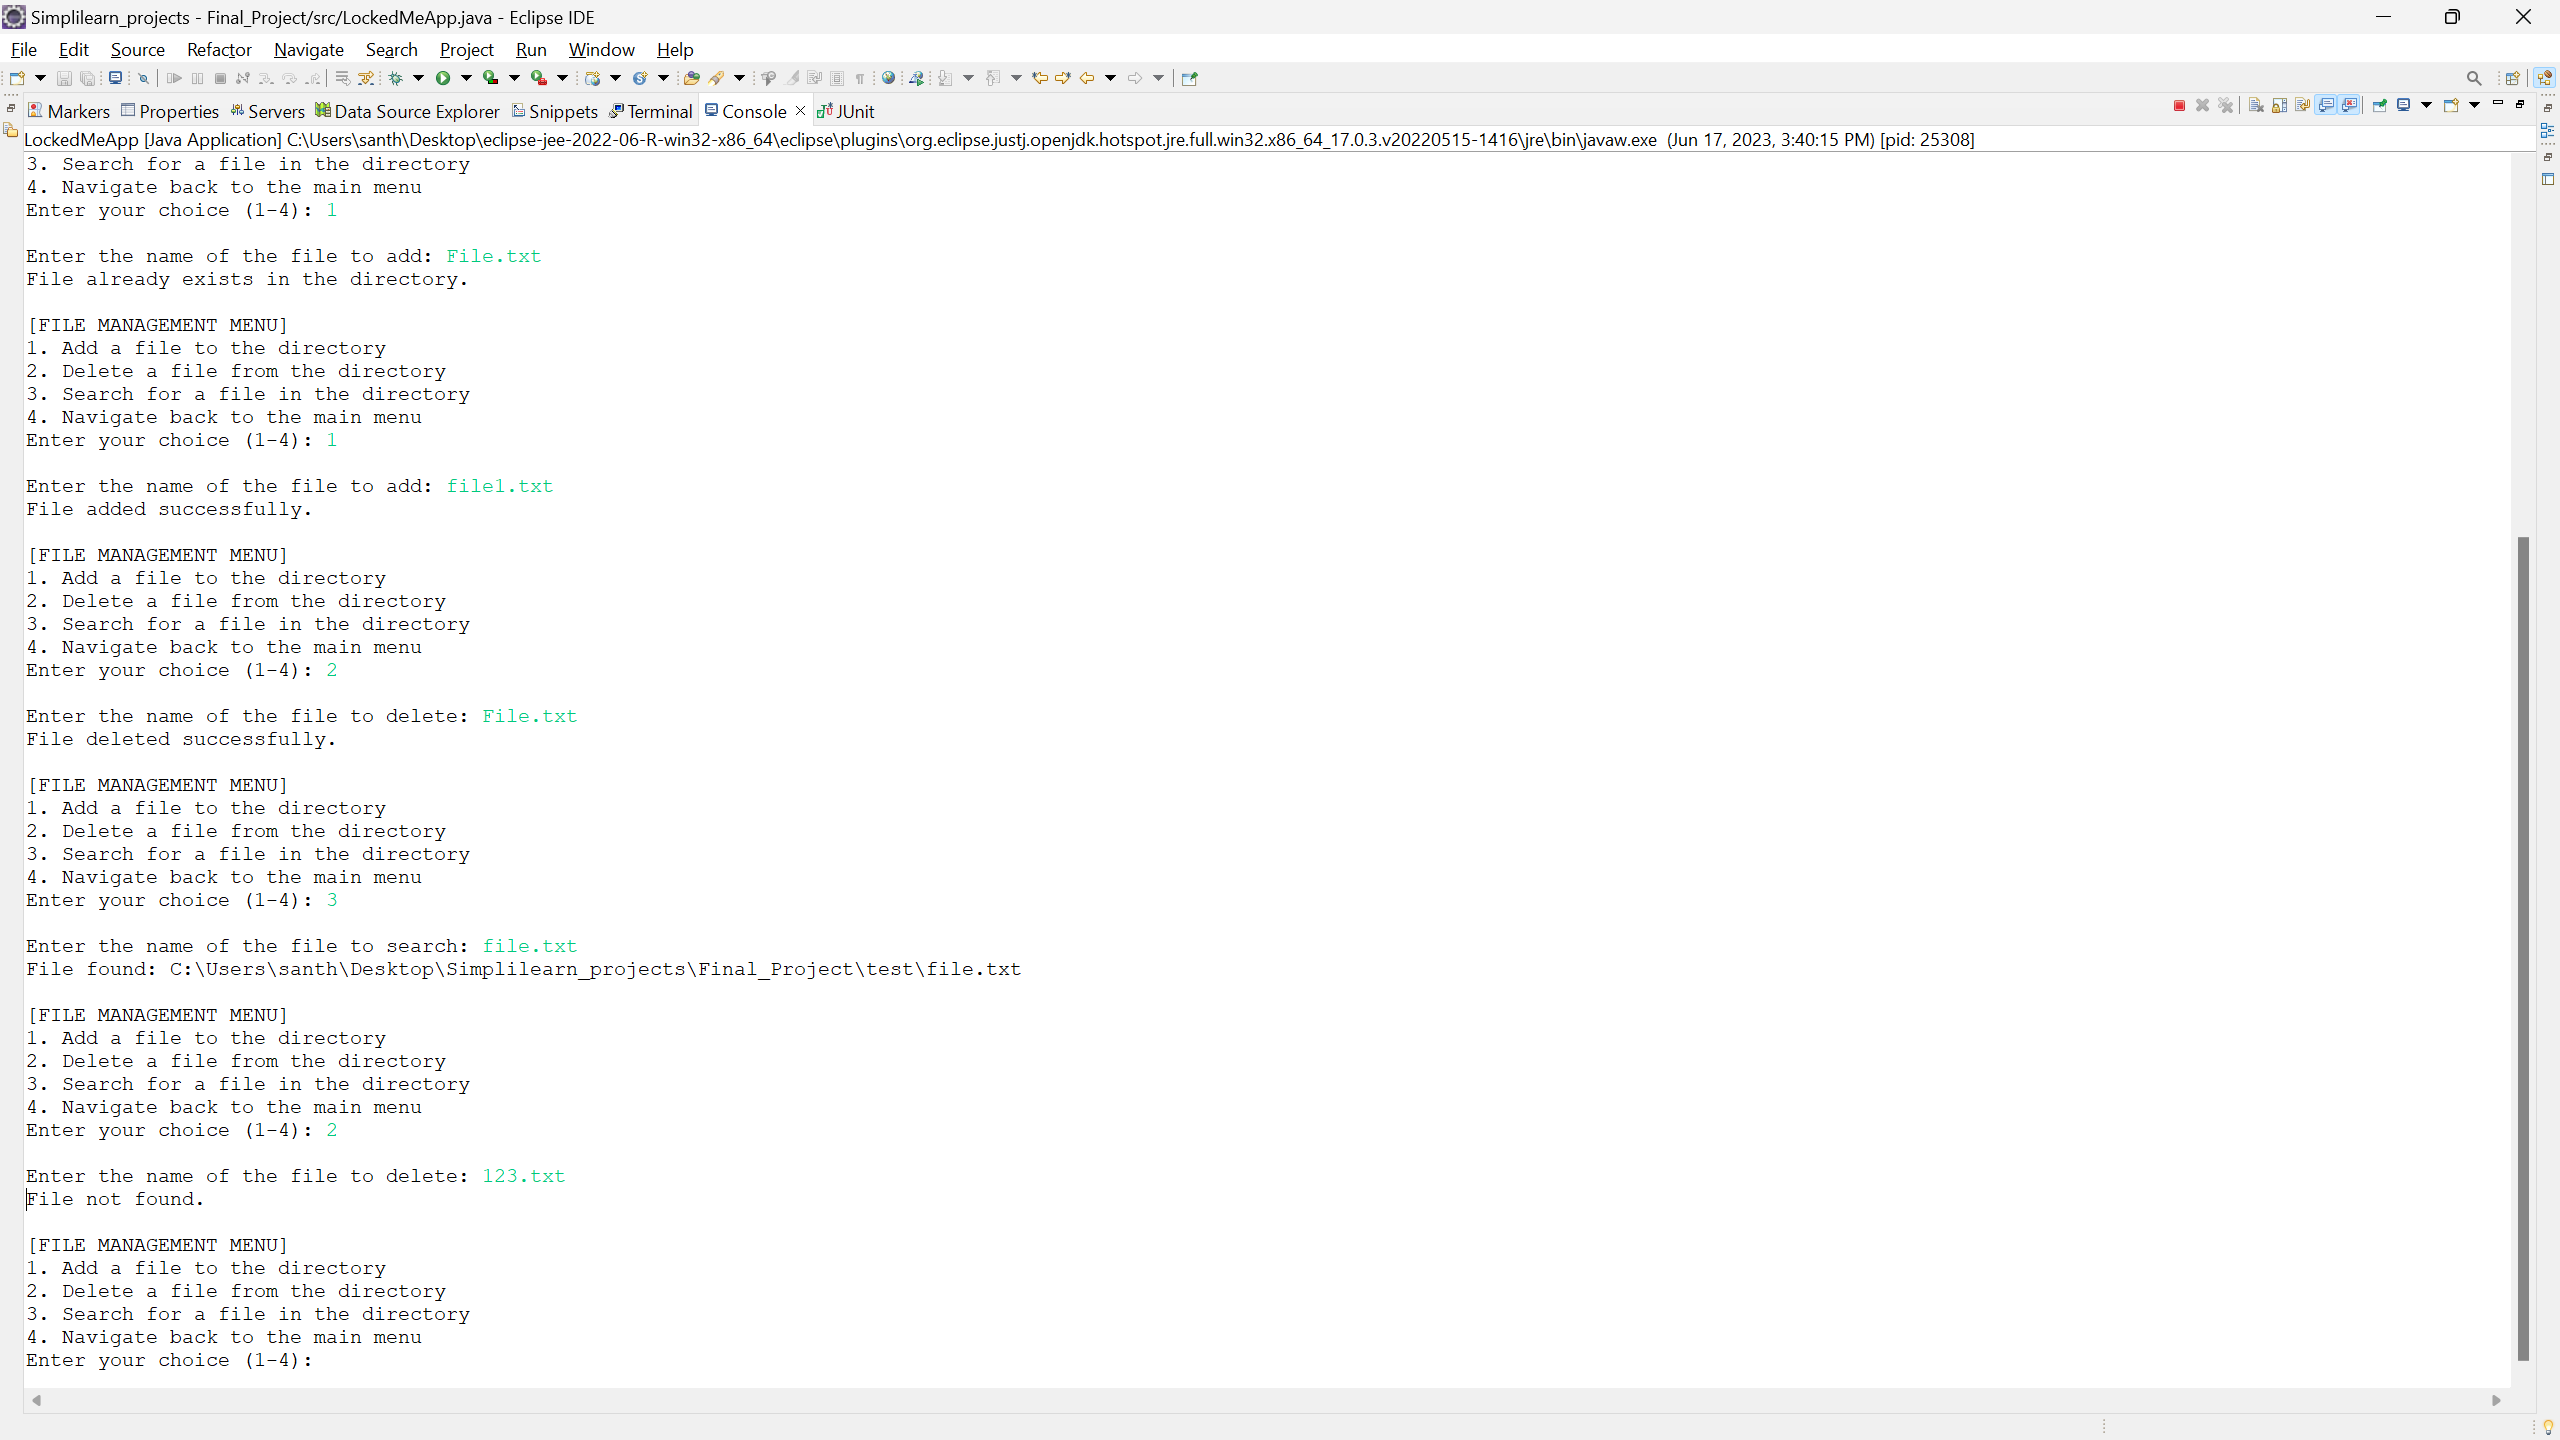 Simplilearn_projects - Final_Project/src/LockedMeApp.java - Eclipse IDE
File Edit Source Refactor Navigate Search Project Run Window Help
Markers Properties Servers Data Source Explorer Snippets Terminal Console JUnit
LockedMeApp [Java Application] C:\Users\santh\Desktop\eclipse-jee-2022-06-R-win32-x86_64\eclipse\plugins\org.eclipse.justj.openjdk.hotspot.jre.full.win32.x86_64_17.0.3.v20220515-1416\jre\bin\javaw.exe (Jun 17, 2023, 3:40:15 PM) [pid: 25308]
3. Search for a file in the directory
4. Navigate back to the main menu
Enter your choice (1-4): 1
Enter the name of the file to add: File.txt
File already exists in the directory.
[FILE MANAGEMENT MENU]
1. Add a file to the directory
2. Delete a file from the directory
3. Search for a file in the directory
4. Navigate back to the main menu
Enter your choice (1-4): 1
Enter the name of the file to add: file1.txt
File added successfully.
[FILE MANAGEMENT MENU]
1. Add a file to the directory
2. Delete a file from the directory
3. Search for a file in the directory
4. Navigate back to the main menu
Enter your choice (1-4): 2
Enter the name of the file to delete: File.txt
File deleted successfully.
[FILE MANAGEMENT MENU]
1. Add a file to the directory
2. Delete a file from the directory
3. Search for a file in the directory
4. Navigate back to the main menu
Enter your choice (1-4): 3
Enter the name of the file to search: file.txt
File found: C:\Users\santh\Desktop\Simplilearn_projects\Final_Project\test\file.txt
[FILE MANAGEMENT MENU]
1. Add a file to the directory
2. Delete a file from the directory
3. Search for a file in the directory
4. Navigate back to the main menu
Enter your choice (1-4): 2
Enter the name of the file to delete: 123.txt
File not found.
[FILE MANAGEMENT MENU]
1. Add a file to the directory
2. Delete a file from the directory
3. Search for a file in the directory
4. Navigate back to the main menu
Enter your choice (1-4):